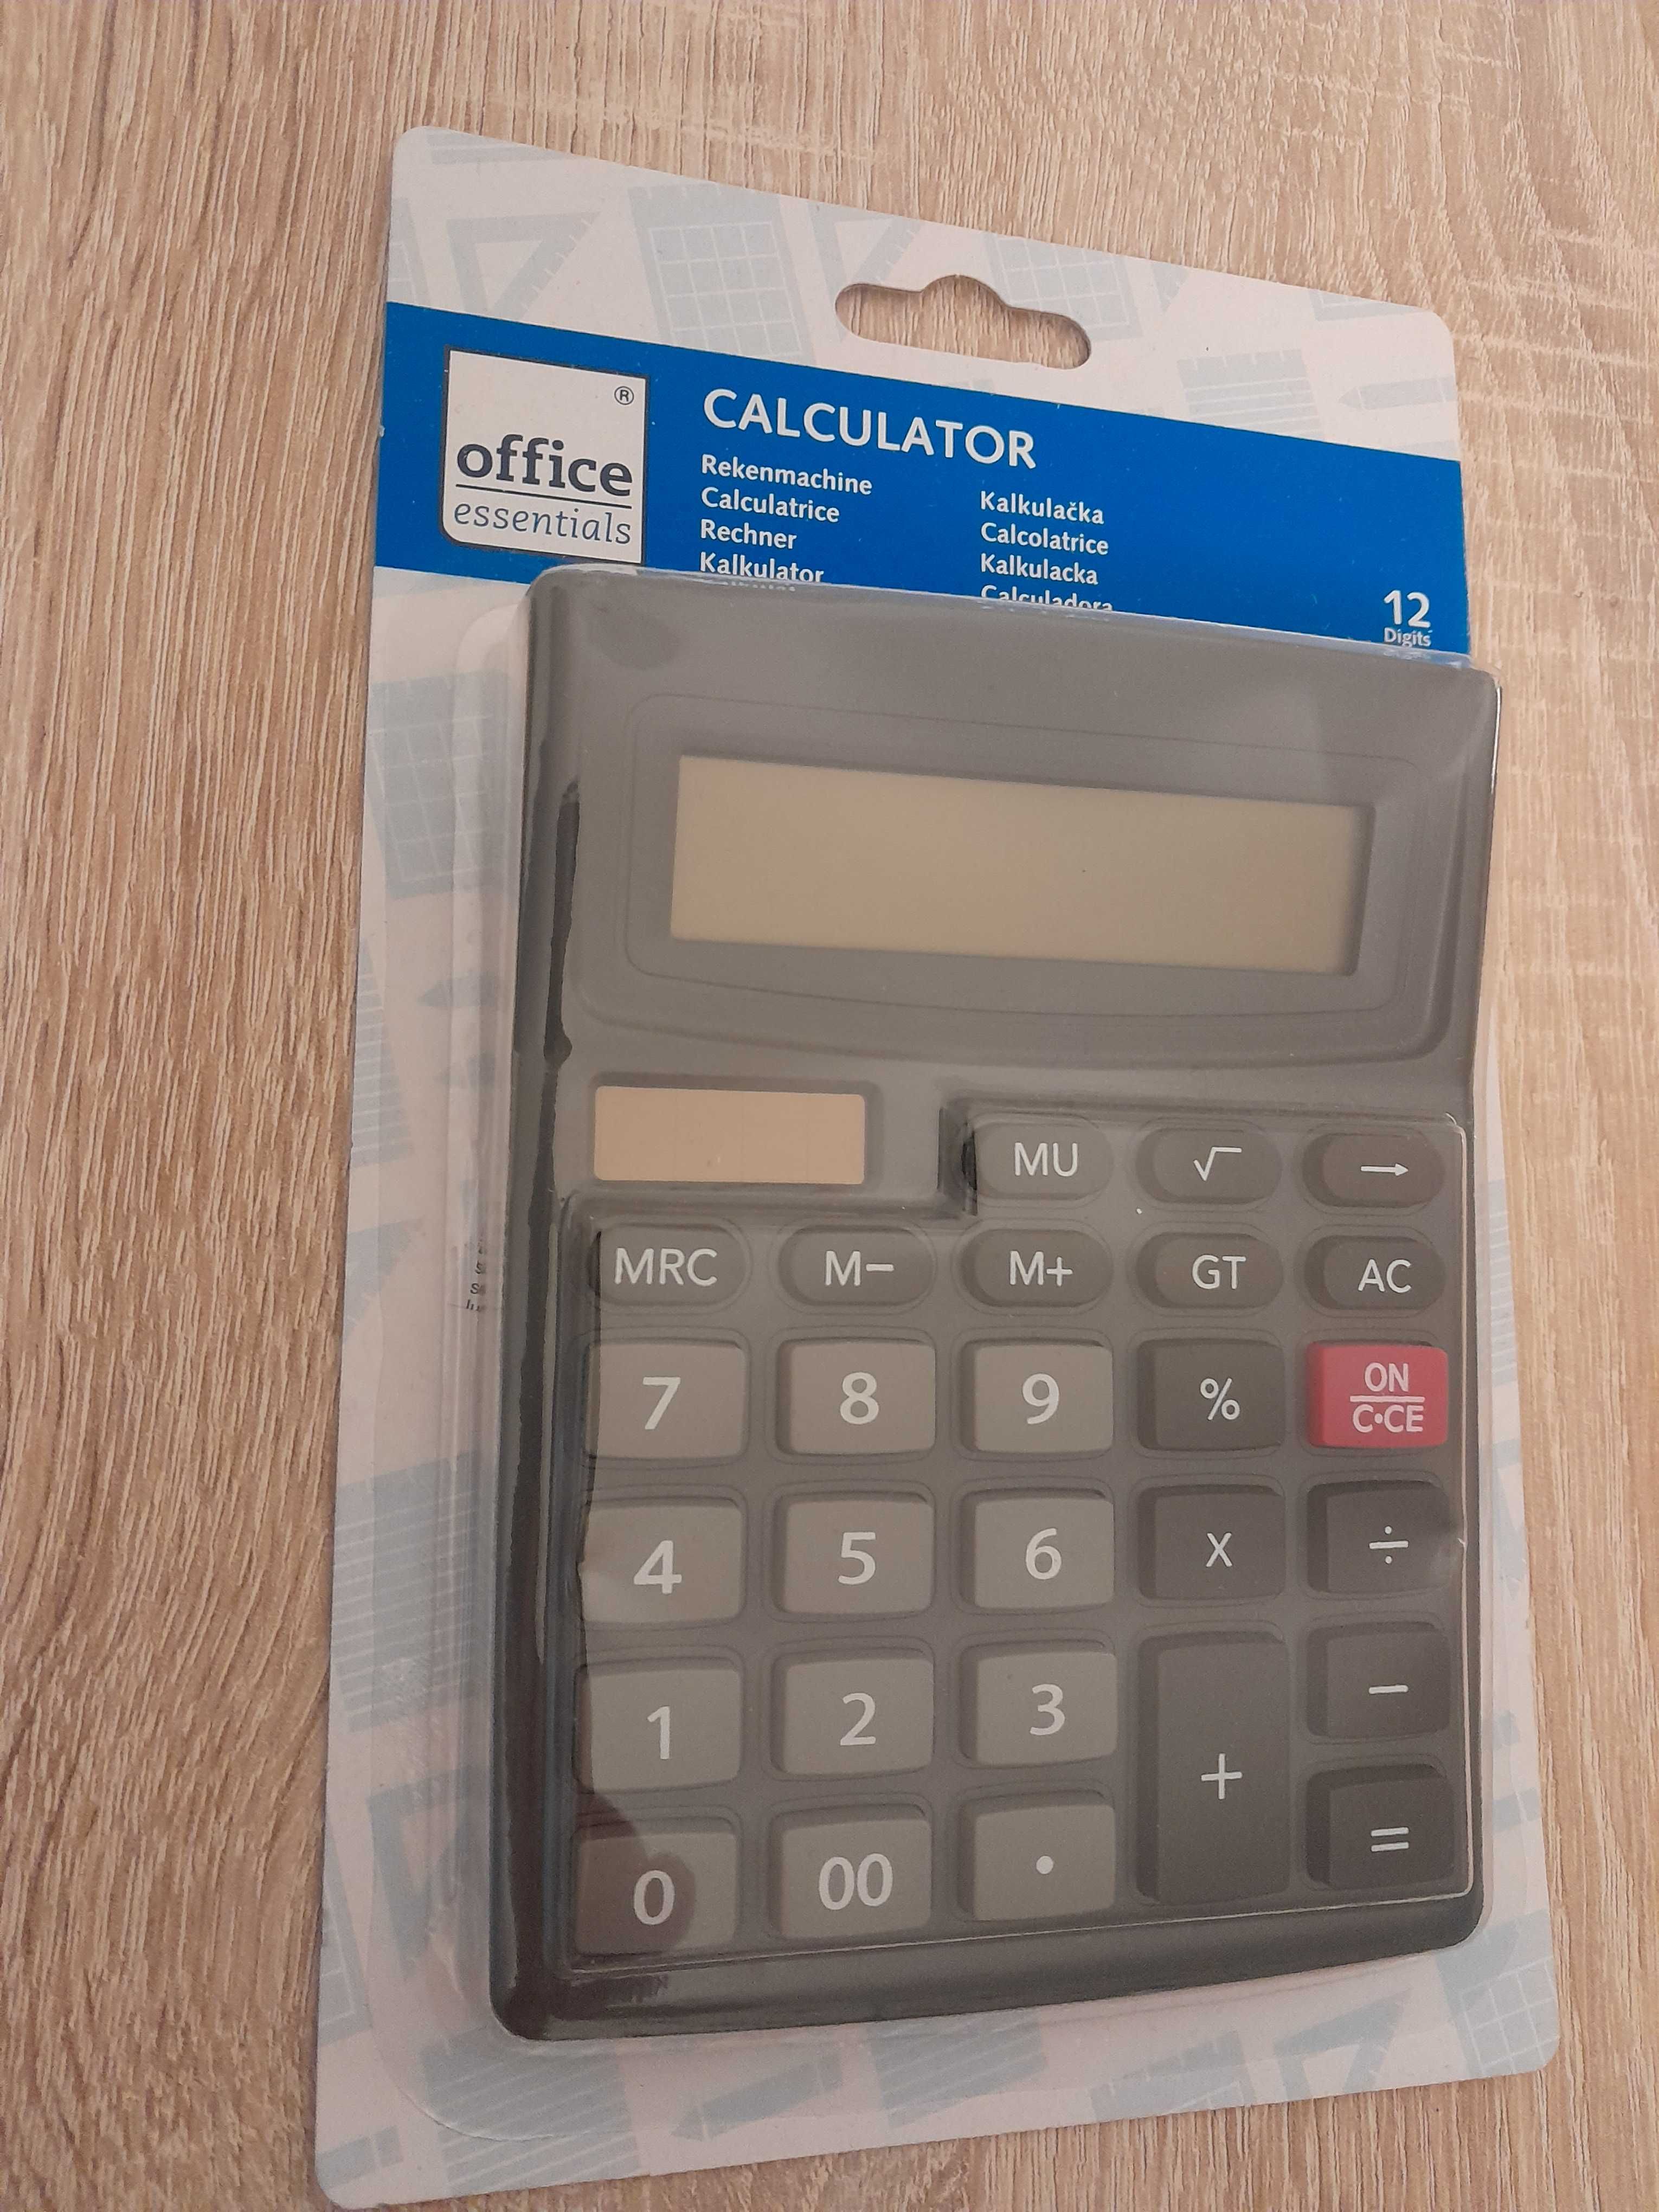 ®
office
essentials
CALCULATOR
Rekenmachine
Calculatrice
Rechner
Kalkulator
Kalkulačka
Calcolatrice
Kalkulacka
Calculadora
12
Digits
MU √ →
MRC M− M+ GT AC
7 8 9 % ON
C•CE
4 5 6 x ÷
1 2 3 −
+
0 00 • =